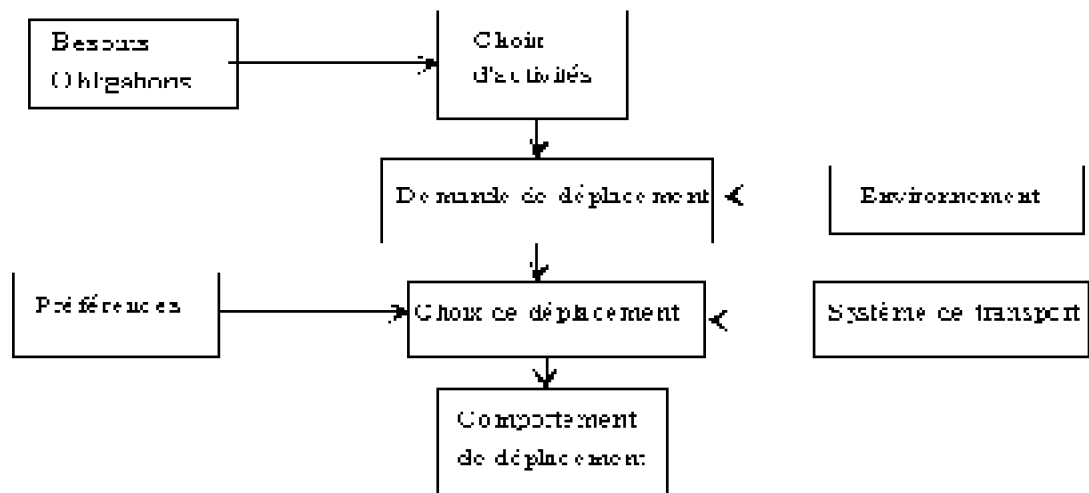 Besoins
Obligations
Choix
d'activités
Demande de déplacement
Environnement
Préférences
Choix de déplacement
Système de transport
Comportement
de déplacement